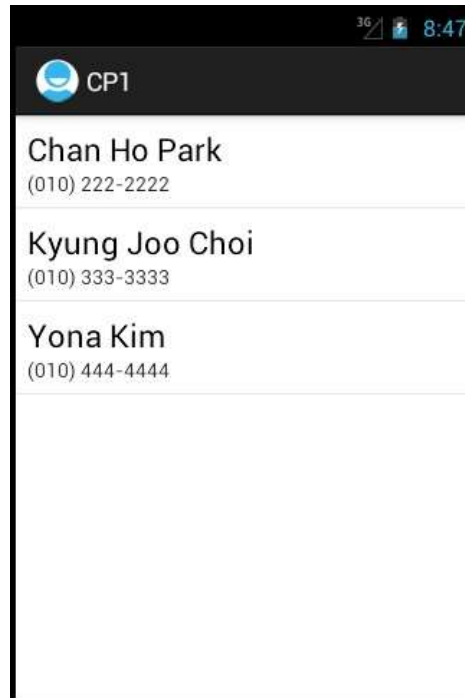 3G
8:47
CP1
Chan Ho Park
(010) 222-2222
Kyung Joo Choi
(010) 333-3333
Yona Kim
(010) 444-4444